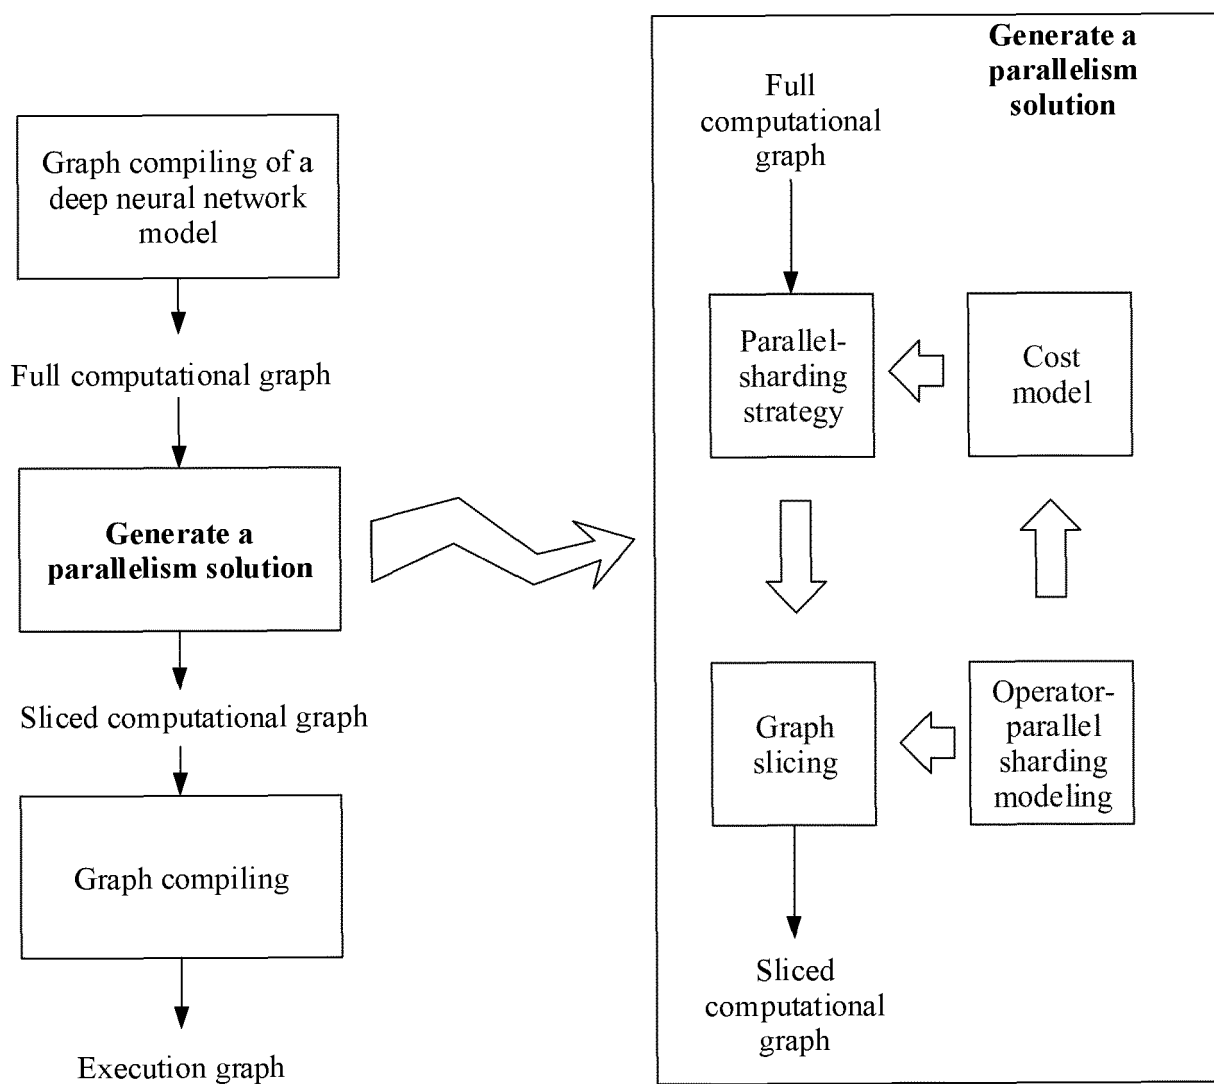 Graph compiling of a
deep neural network
model
Full computational graph
Generate a
parallelism solution
Sliced computational graph
Graph compiling
Execution graph
Generate a
parallelism
solution
Full
computational
graph
Parallel-
sharding
strategy
Cost
model
Graph
slicing
Operator-
parallel
sharding
modeling
Sliced
computational
graph